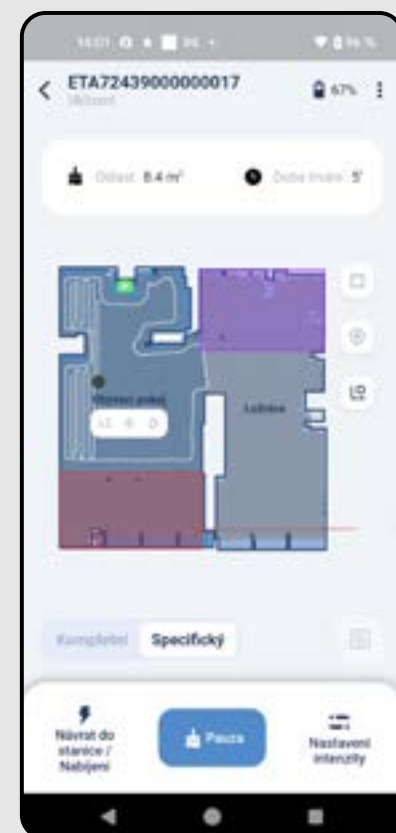 ETA72439000000017
67%
Oblast 8.4 m²
Doba trvání 5'
Obývací pokoj
Ložnice
Kompletní
Specifický
Návrat do
stanice /
Nabíjení
Pauza
Nastavení
intenzity